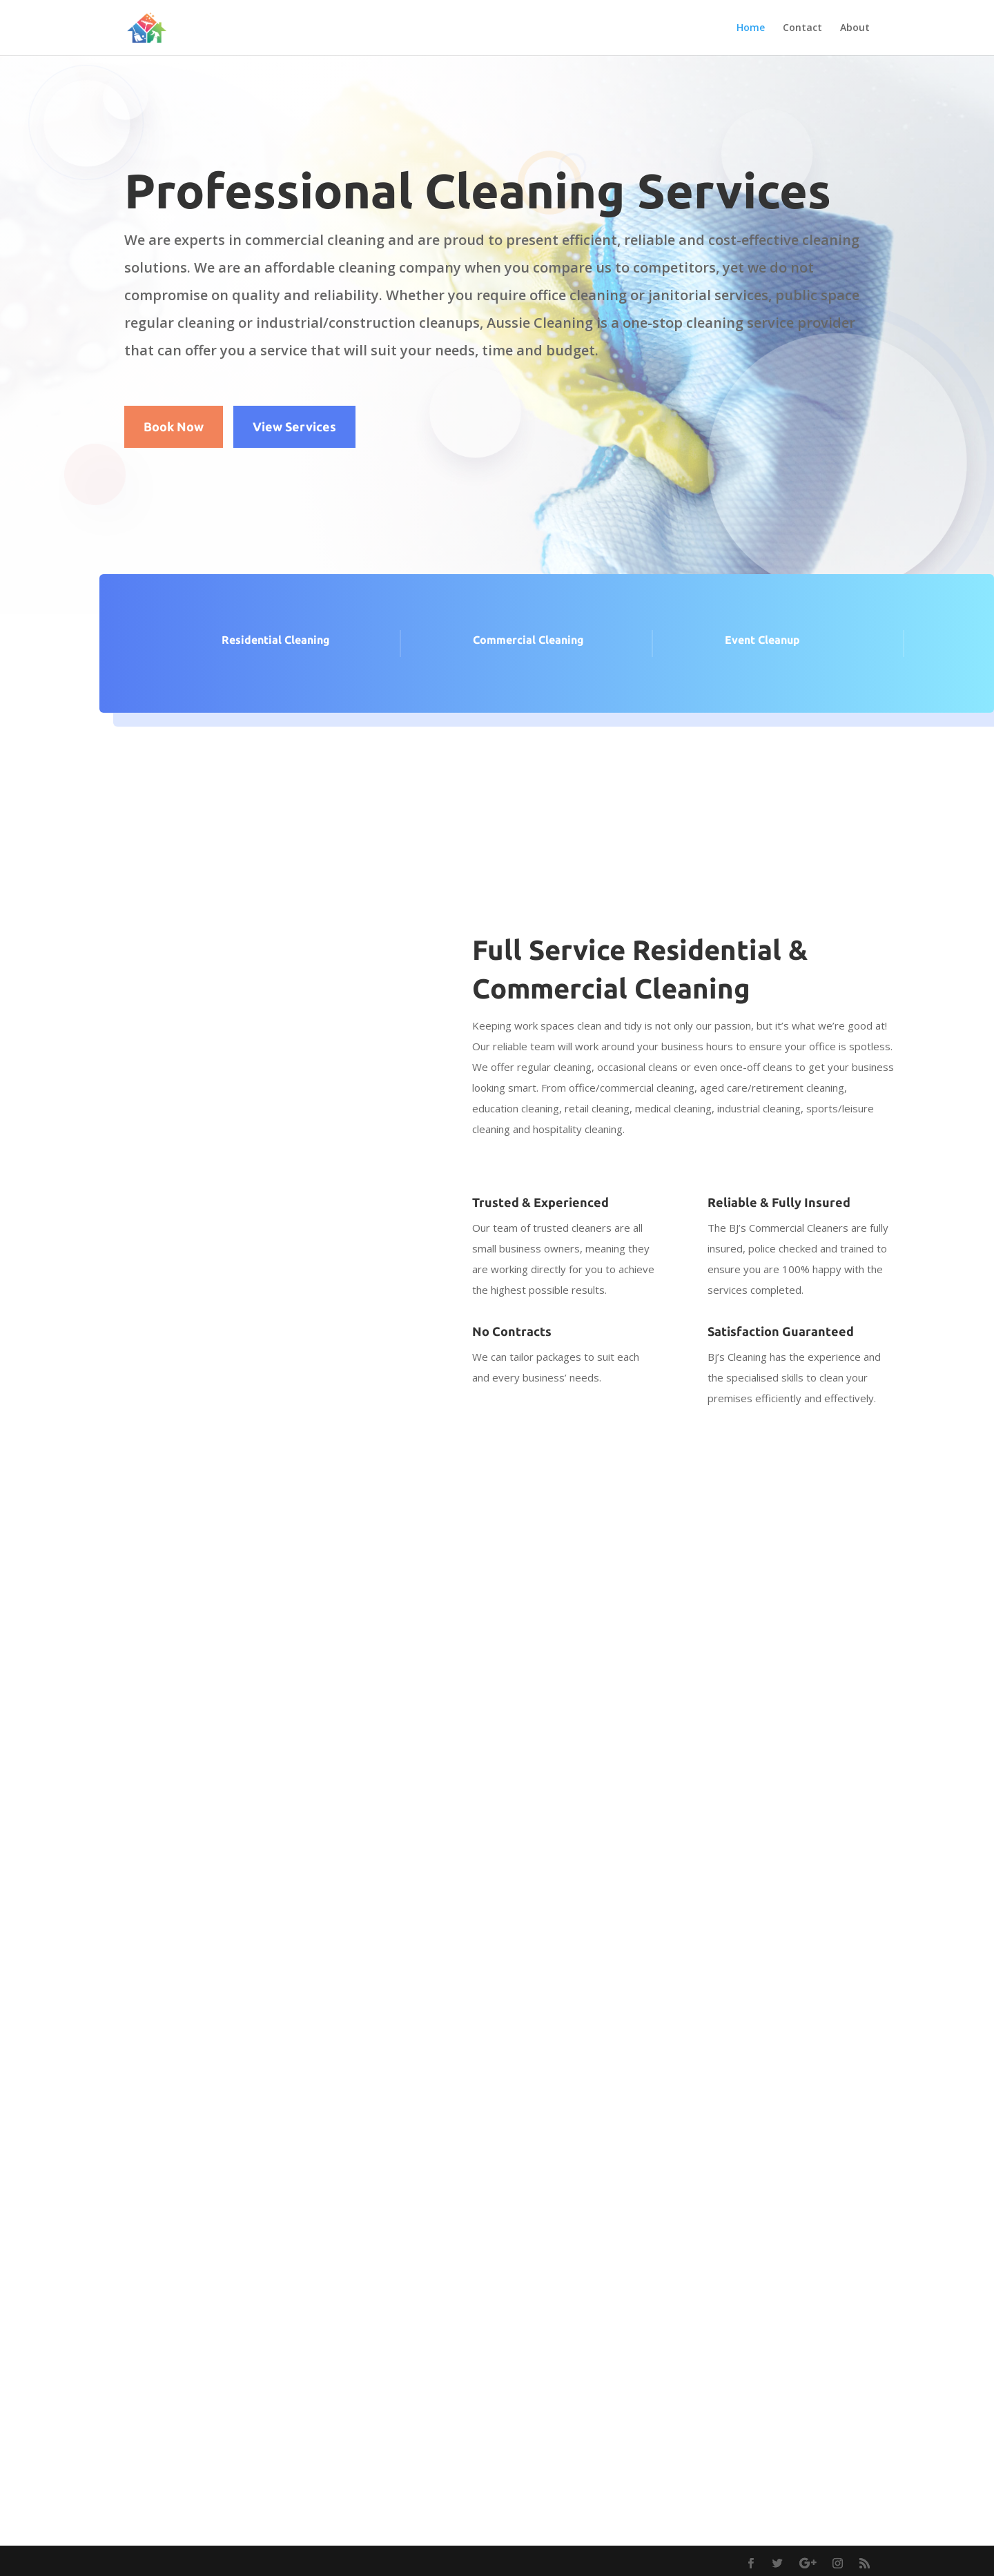 Home Contact About
Professional Cleaning Services
We are experts in commercial cleaning and are proud to present efficient, reliable and cost-effective cleaning
solutions. We are an affordable cleaning company when you compare us to competitors, yet we do not
compromise on quality and reliability. Whether you require office cleaning or janitorial services, public space
regular cleaning or industrial/construction cleanups, Aussie Cleaning is a one-stop cleaning service provider
that can offer you a service that will suit your needs, time and budget.
Book Now View Services
Residential Cleaning Commercial Cleaning Event Cleanup
Full Service Residential &
Commercial Cleaning
Keeping work spaces clean and tidy is not only our passion, but it’s what we’re good at!
Our reliable team will work around your business hours to ensure your office is spotless.
We offer regular cleaning, occasional cleans or even once-off cleans to get your business
looking smart. From office/commercial cleaning, aged care/retirement cleaning,
education cleaning, retail cleaning, medical cleaning, industrial cleaning, sports/leisure
cleaning and hospitality cleaning.
Trusted & Experienced
Our team of trusted cleaners are all
small business owners, meaning they
are working directly for you to achieve
the highest possible results.
Reliable & Fully Insured
The BJ’s Commercial Cleaners are fully
insured, police checked and trained to
ensure you are 100% happy with the
services completed.
No Contracts
We can tailor packages to suit each
and every business’ needs.
Satisfaction Guaranteed
Bj’s Cleaning has the experience and
the specialised skills to clean your
premises efficiently and effectively.